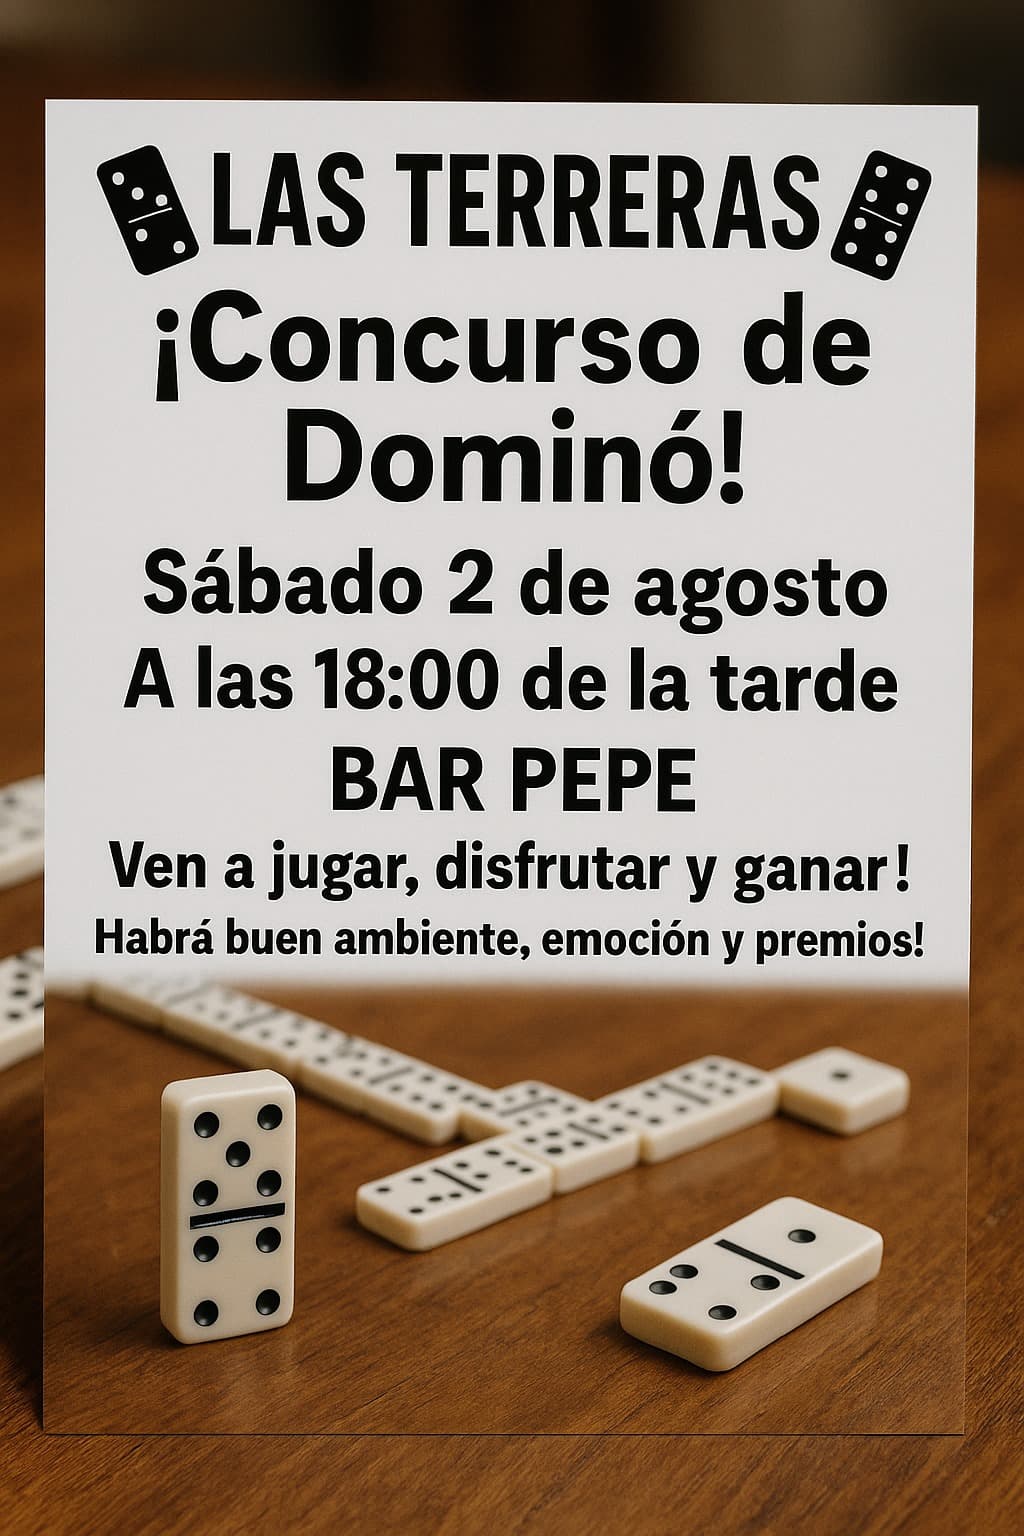 LAS TERRERAS
¡Concurso de
Dominó!
Sábado 2 de agosto
A las 18:00 de la tarde
BAR PEPE
Ven a jugar, disfrutar y ganar!
Habrá buen ambiente, emoción y premios!